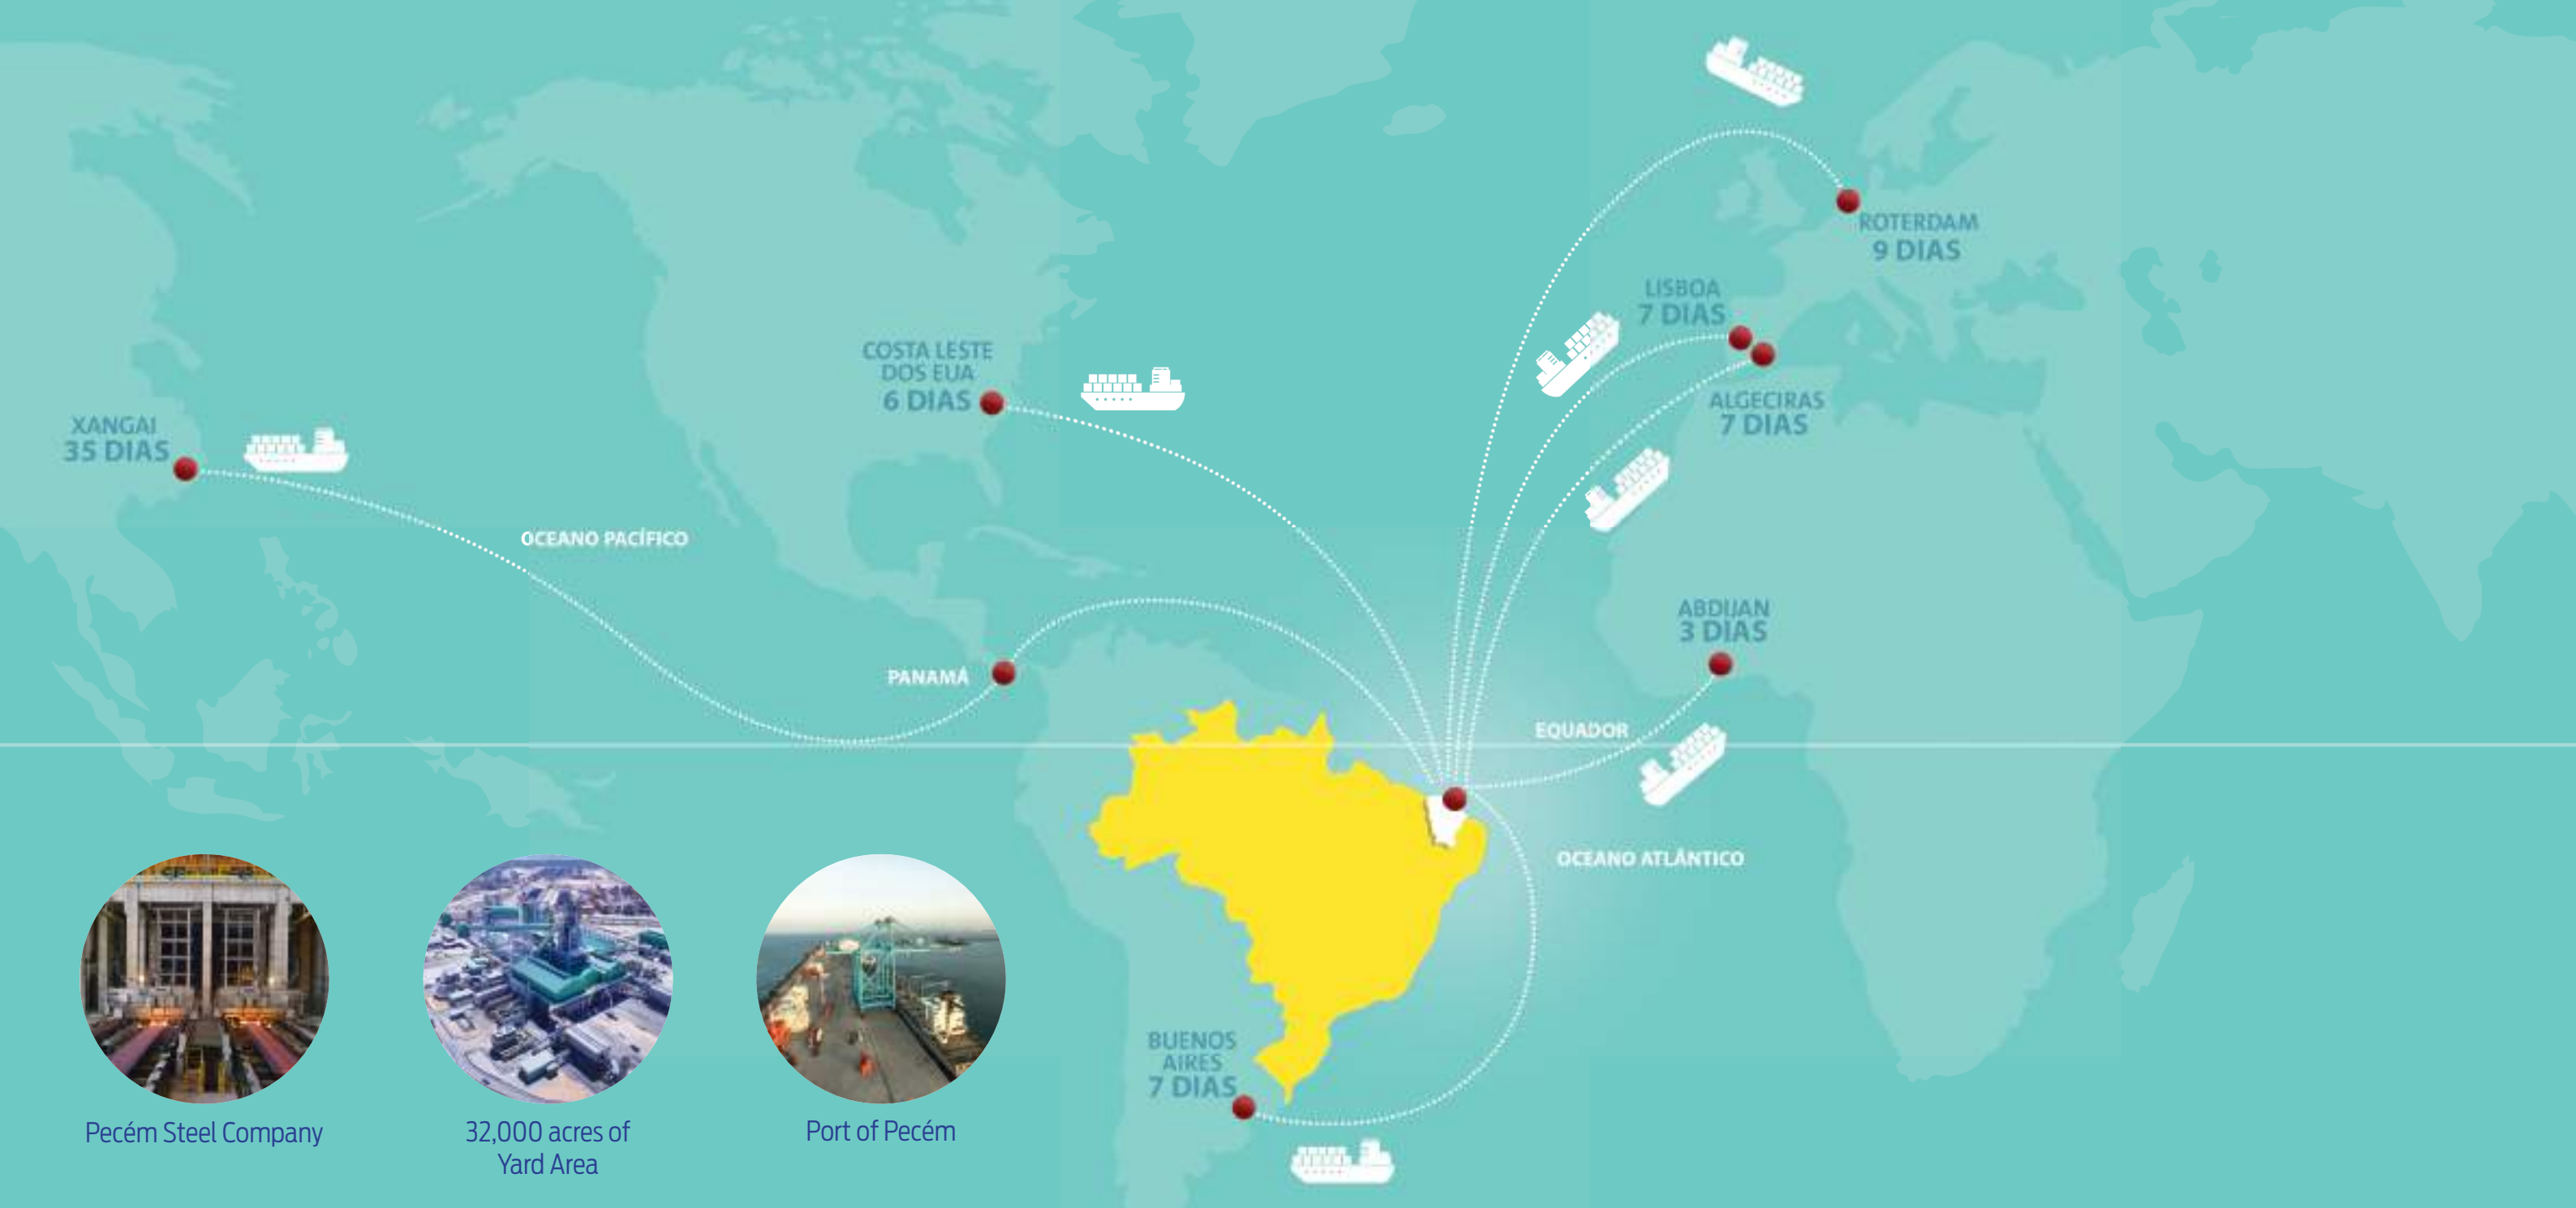 ROTERDAM
9 DIAS
LISBOA
7 DIAS
COSTA LESTE
DOS EUA
6 DIAS
ALGECIRAS
7 DIAS
XANGAI
35 DIAS
OCEANO PACÍFICO
ABDIJAN
3 DIAS
PANAMÁ
EQUADOR
OCEANO ATLÂNTICO
BUENOS
AIRES
7 DIAS
Pecém Steel Company
32,000 acres of
Yard Area
Port of Pecém